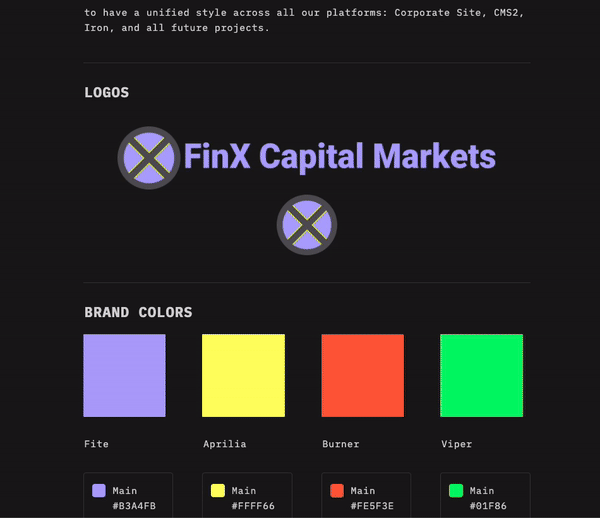 to have a unified style across all our platforms: Corporate Site, CMS2,
Iron, and all future projects.
LOGOS
FinX Capital Markets
BRAND COLORS
Fite Aprilia Burner Viper
Main Main Main Main
#B3A4FB #FFFF66 #FE5F3E #01F86